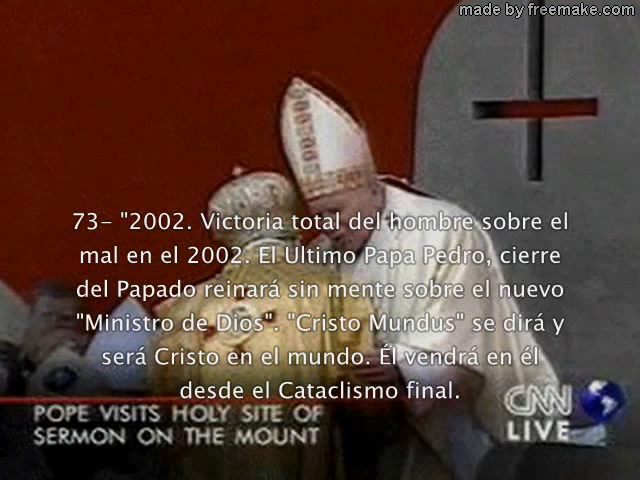 made by freemake.com
73- "2002. Victoria total del hombre sobre el
mal en el 2002. El Ultimo Papa Pedro, cierre
del Papado reinará sin mente sobre el nuevo
"Ministro de Dios". "Cristo Mundus" se dirá y
será Cristo en el mundo. Él vendrá en él
desde el Cataclismo final.
POPE VISITS HOLY SITE OF
SERMON ON THE MOUNT
CNN
LIVE